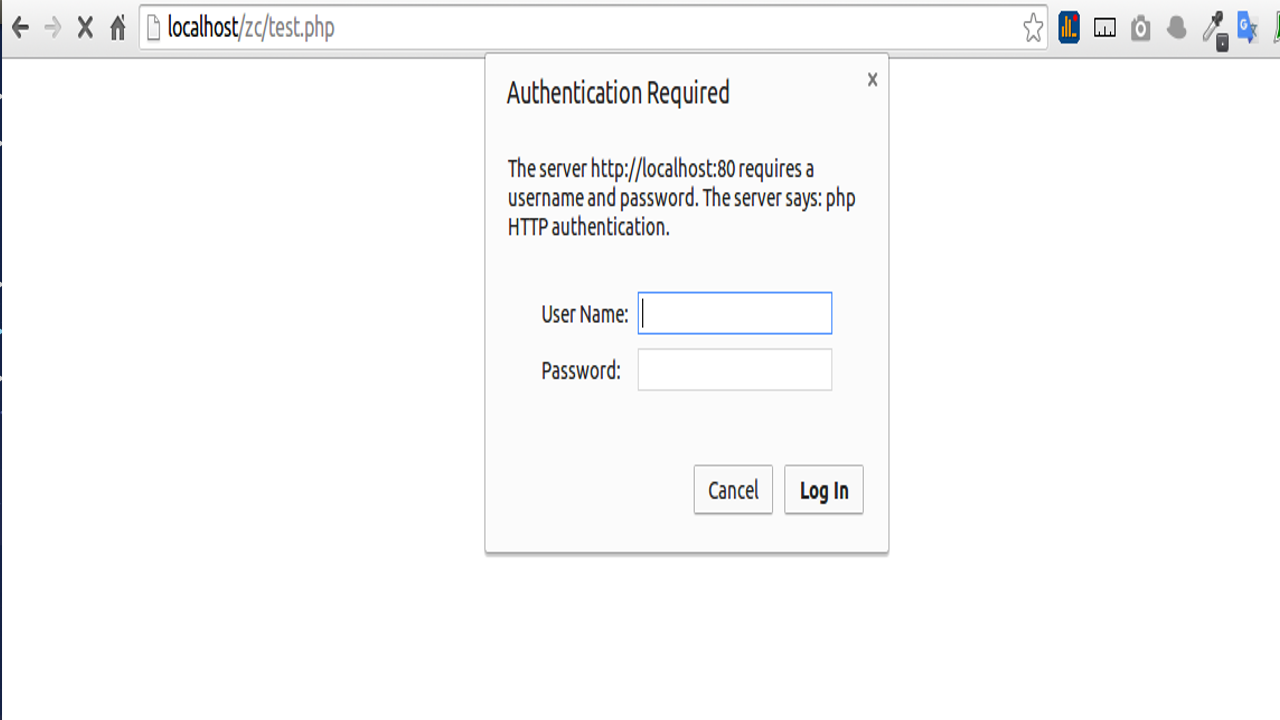 localhost/zc/test.php
Authentication Required
The server http://localhost:80 requires a
username and password. The server says: php
HTTP authentication.
User Name:
Password:
Cancel Log In